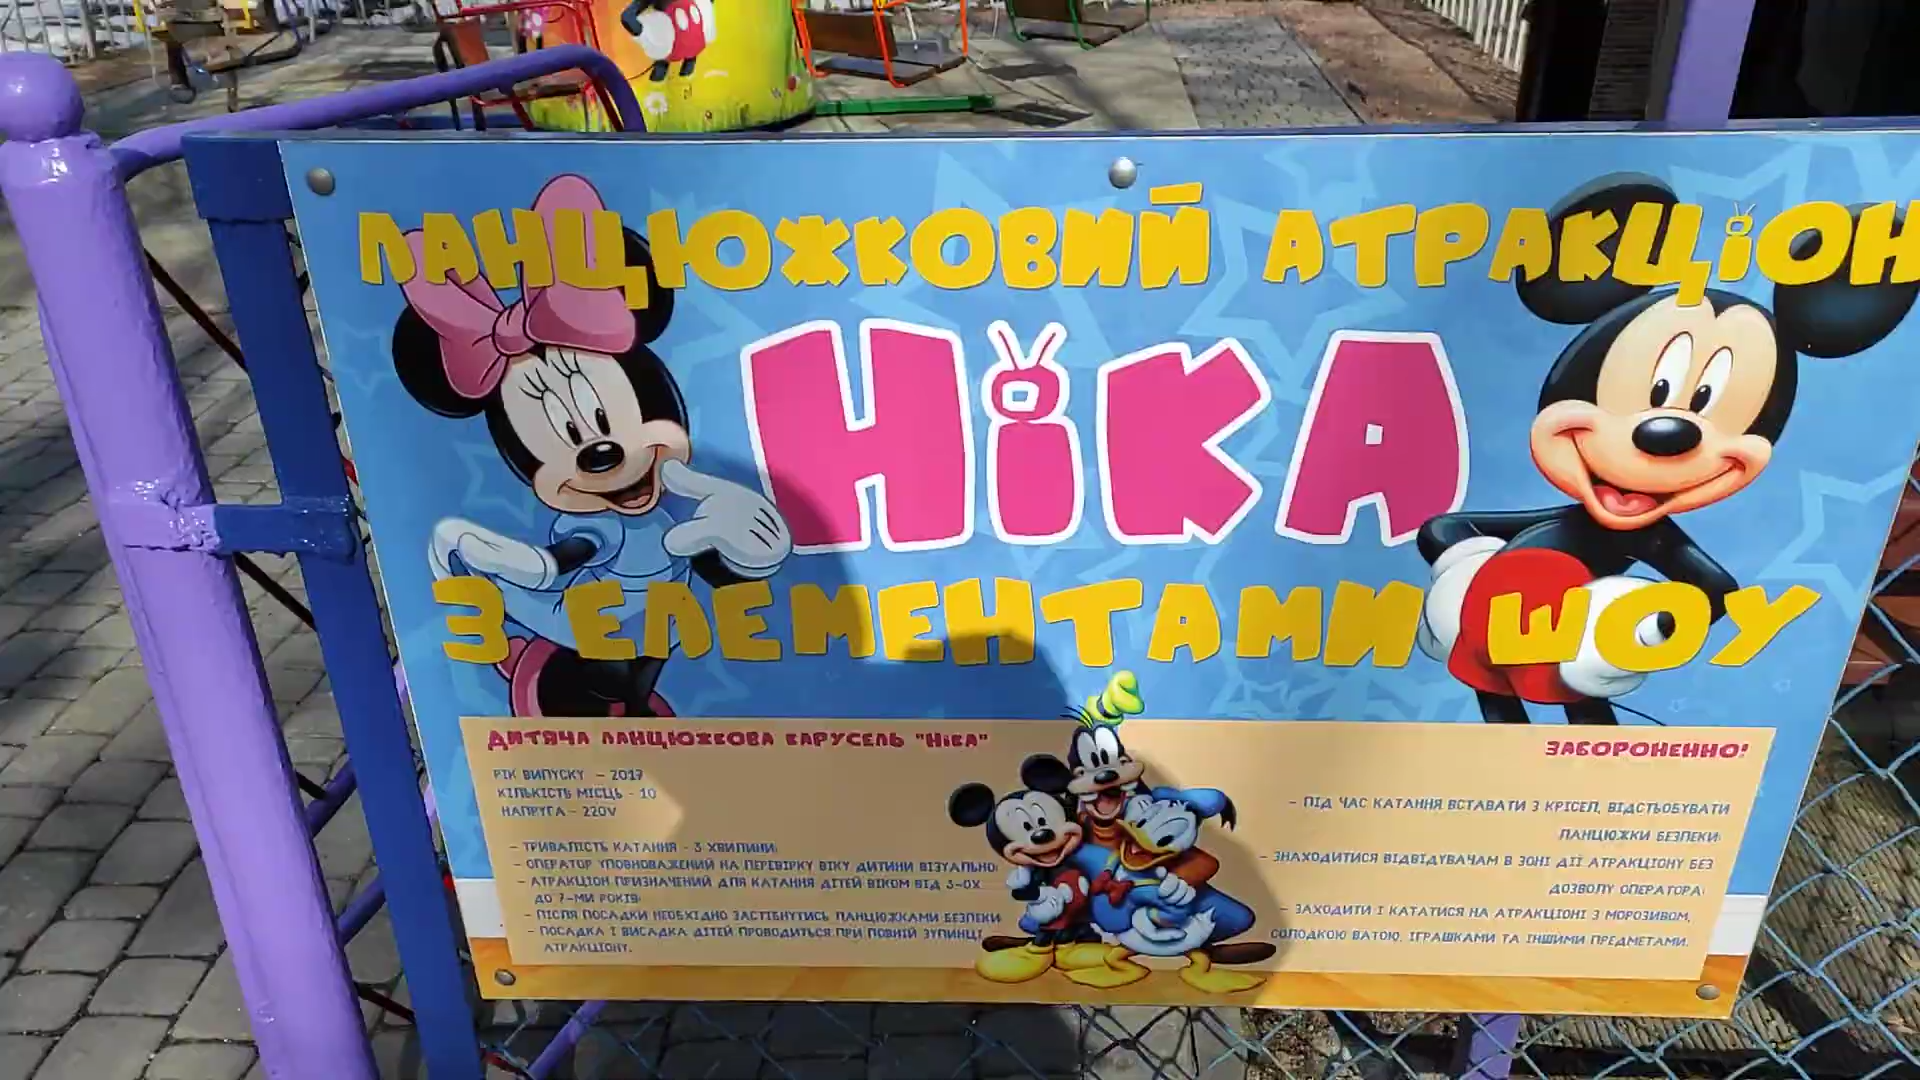 ЛАНЦЮЖКОВИЙ АТРАКЦІОН
НІКА
З ЕЛЕМЕНТАМИ ШОУ
ДИТЯЧА ЛАНЦЮЖКОВА КАРУСЕЛЬ "НІКА"
РІК ВИПУСКУ - 2017
КІЛЬКІСТЬ МІСЦЬ - 10
НАПРУГА - 220V
- ТРИВАЛІСТЬ КАТАННЯ - 3 ХВИЛИНИ;
- ОПЕРАТОР УПОВНОВАЖЕНИЙ НА ПЕРЕВІРКУ ВІКУ ДИТИНИ ВІЗУАЛЬНО;
- АТРАКЦІОН ПРИЗНАЧЕНИЙ ДЛЯ КАТАННЯ ДІТЕЙ ВІКОМ ВІД 3-ОХ
ДО 7-МИ РОКІВ;
- ПІСЛЯ ПОСАДКИ НЕОБХІДНО ЗАСТІБНУТИСЬ ЛАНЦЮЖКАМИ БЕЗПЕКИ
- ПОСАДКА І ВИСАДКА ДІТЕЙ ПРОВОДИТЬСЯ ПРИ ПОВНІЙ ЗУПИНЦІ
АТРАКЦІОНУ.
ЗАБОРОНЕННО:
- ПІД ЧАС КАТАННЯ ВСТАВАТИ З КРІСЕЛ, ВІДСТЬОБУВАТИ
ЛАНЦЮЖКИ БЕЗПЕКИ;
- ЗНАХОДИТИСЯ ВІДВІДУВАЧАМ В ЗОНІ ДІЇ АТРАКЦІОНУ БЕЗ
ДОЗВОЛУ ОПЕРАТОРА;
- ЗАХОДИТИ І КАТАТИСЯ НА АТРАКЦІОНІ З МОРОЗИВОМ,
СОЛОДКОЮ ВАТОЮ, ІГРАШКАМИ ТА ІНШИМИ ПРЕДМЕТАМИ.